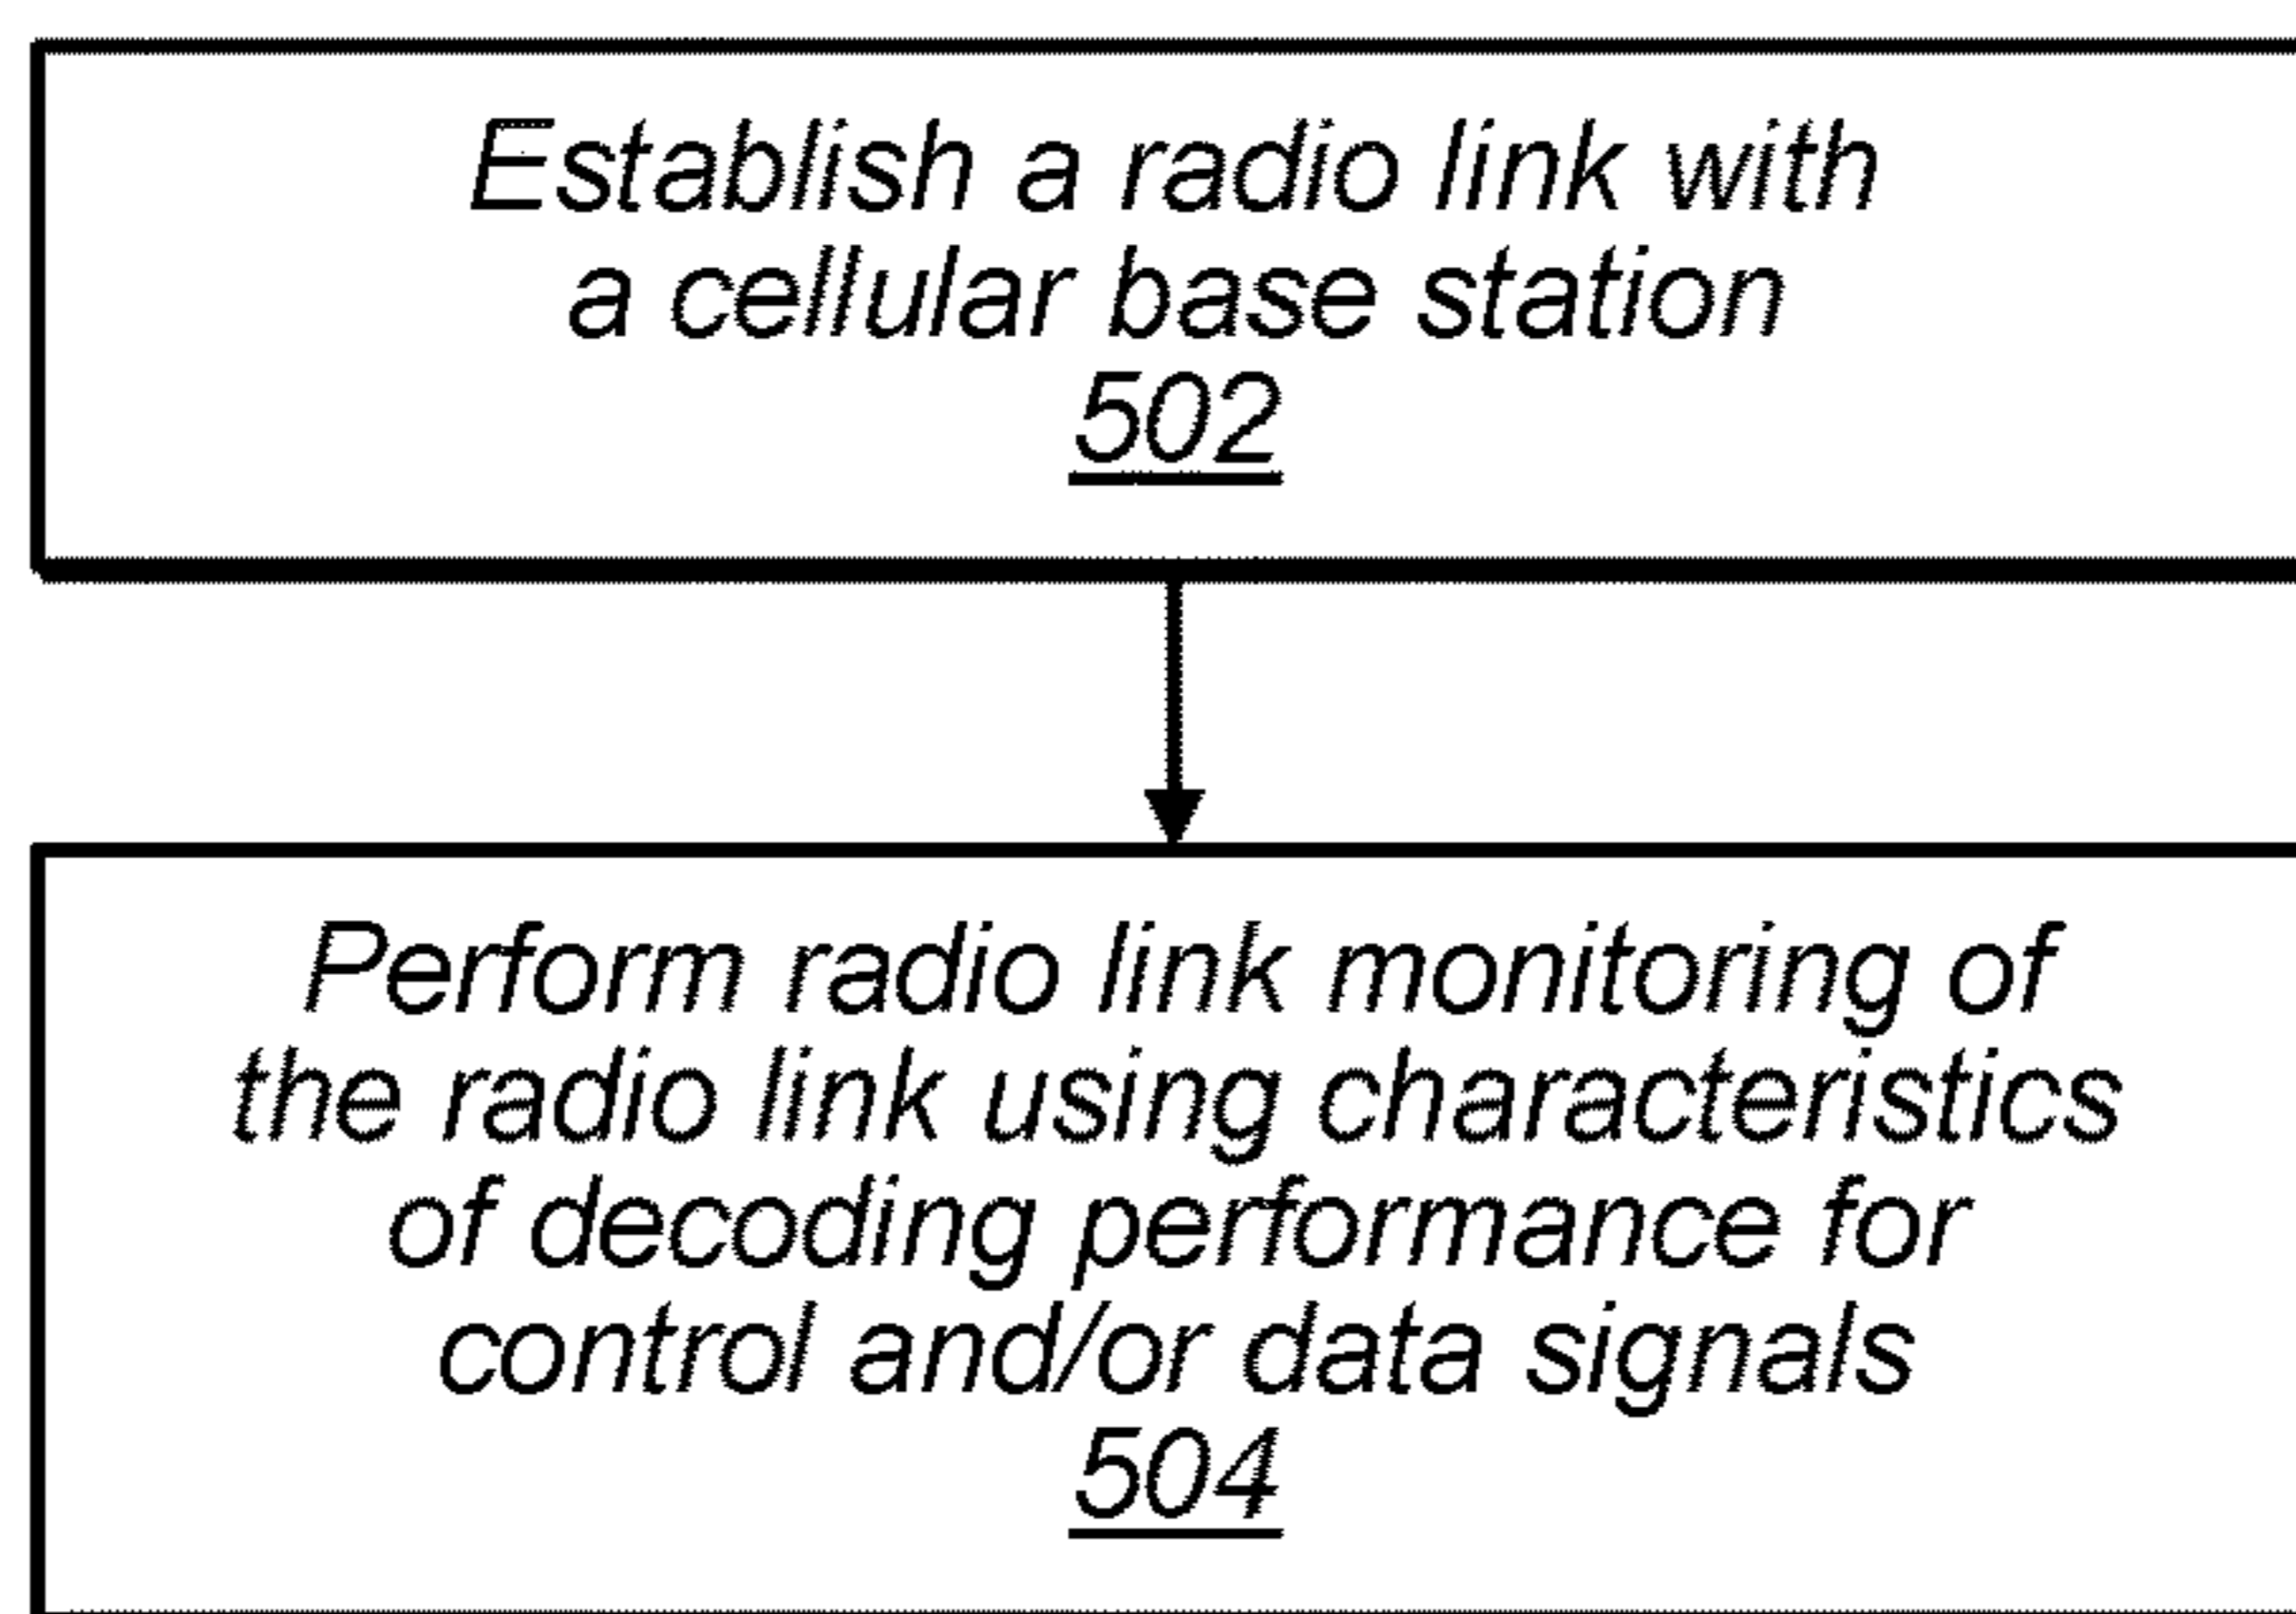 Establish a radio link with
a cellular base station
502
Perform radio link monitoring of
the radio link using characteristics
of decoding performance for
control and/or data signals
504